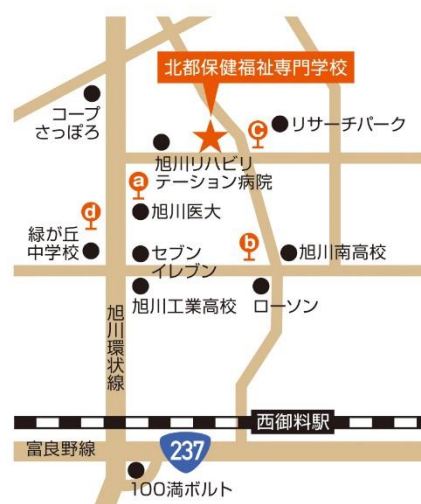 北都保健福祉専門学校
コープ
さっぽろ
c
リサーチパーク
旭川リハビリ
テーション病院
a
d
旭川医大
緑が丘
中学校
セブン
イレブン
b
旭川南高校
旭川工業高校
ローソン
旭川環状線
西御料駅
富良野線
237
100満ボルト